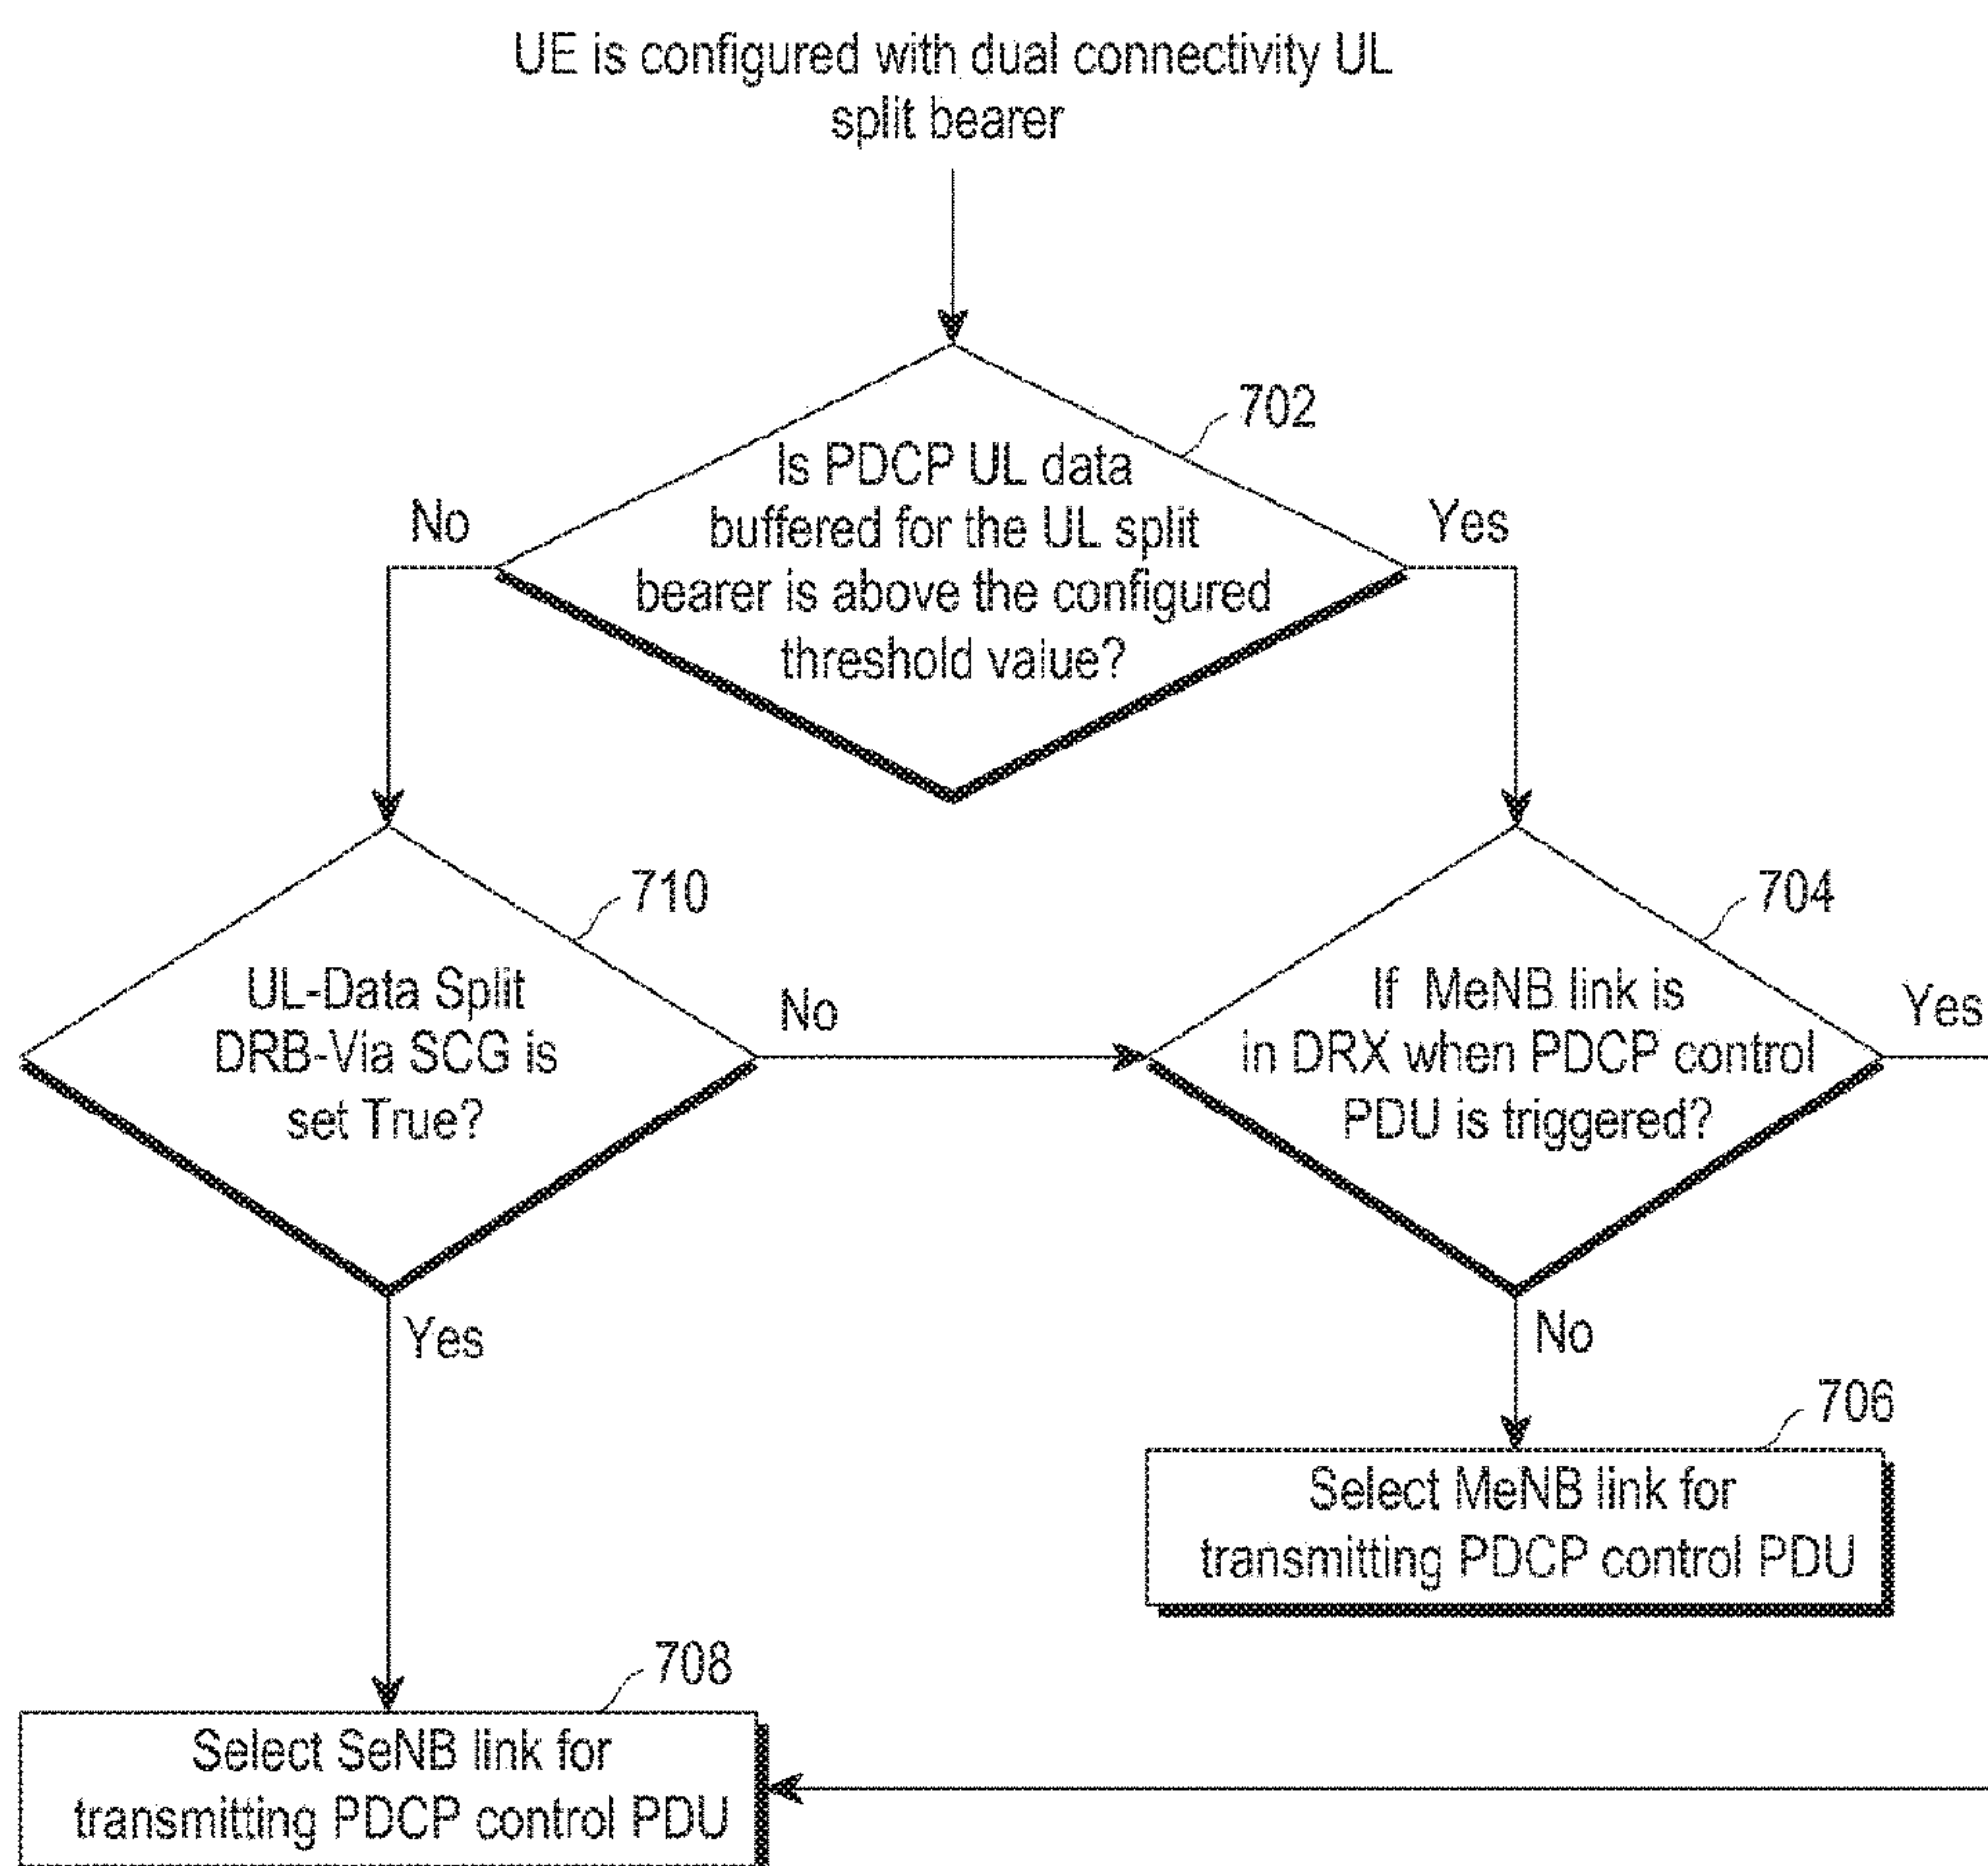 UE is configured with dual connectivity UL
split bearer
702
Is PDCP UL data
buffered for the UL split
bearer is above the configured
threshold value?
No
Yes
710
UL-Data Split
DRB-Via SCG is
set True?
No
704
If MeNB link is
in DRX when PDCP control
PDU is triggered?
Yes
Yes
No
706
Select MeNB link for
transmitting PDCP control PDU
708
Select SeNB link for
transmitting PDCP control PDU